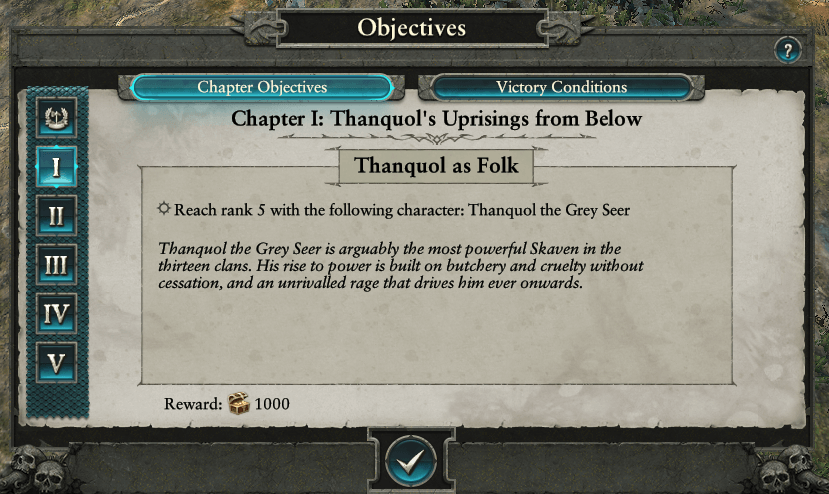 Objectives
?
Chapter Objectives
Victory Conditions
Chapter I: Thanquol's Uprisings from Below
I
Thanquol as Folk
II
Reach rank 5 with the following character: Thanquol the Grey Seer
III
Thanquol the Grey Seer is arguably the most powerful Skaven in the
thirteen clans. His rise to power is built on butchery and cruelty without
cessation, and an unrivalled rage that drives him ever onwards.
IV
V
Reward: 1000